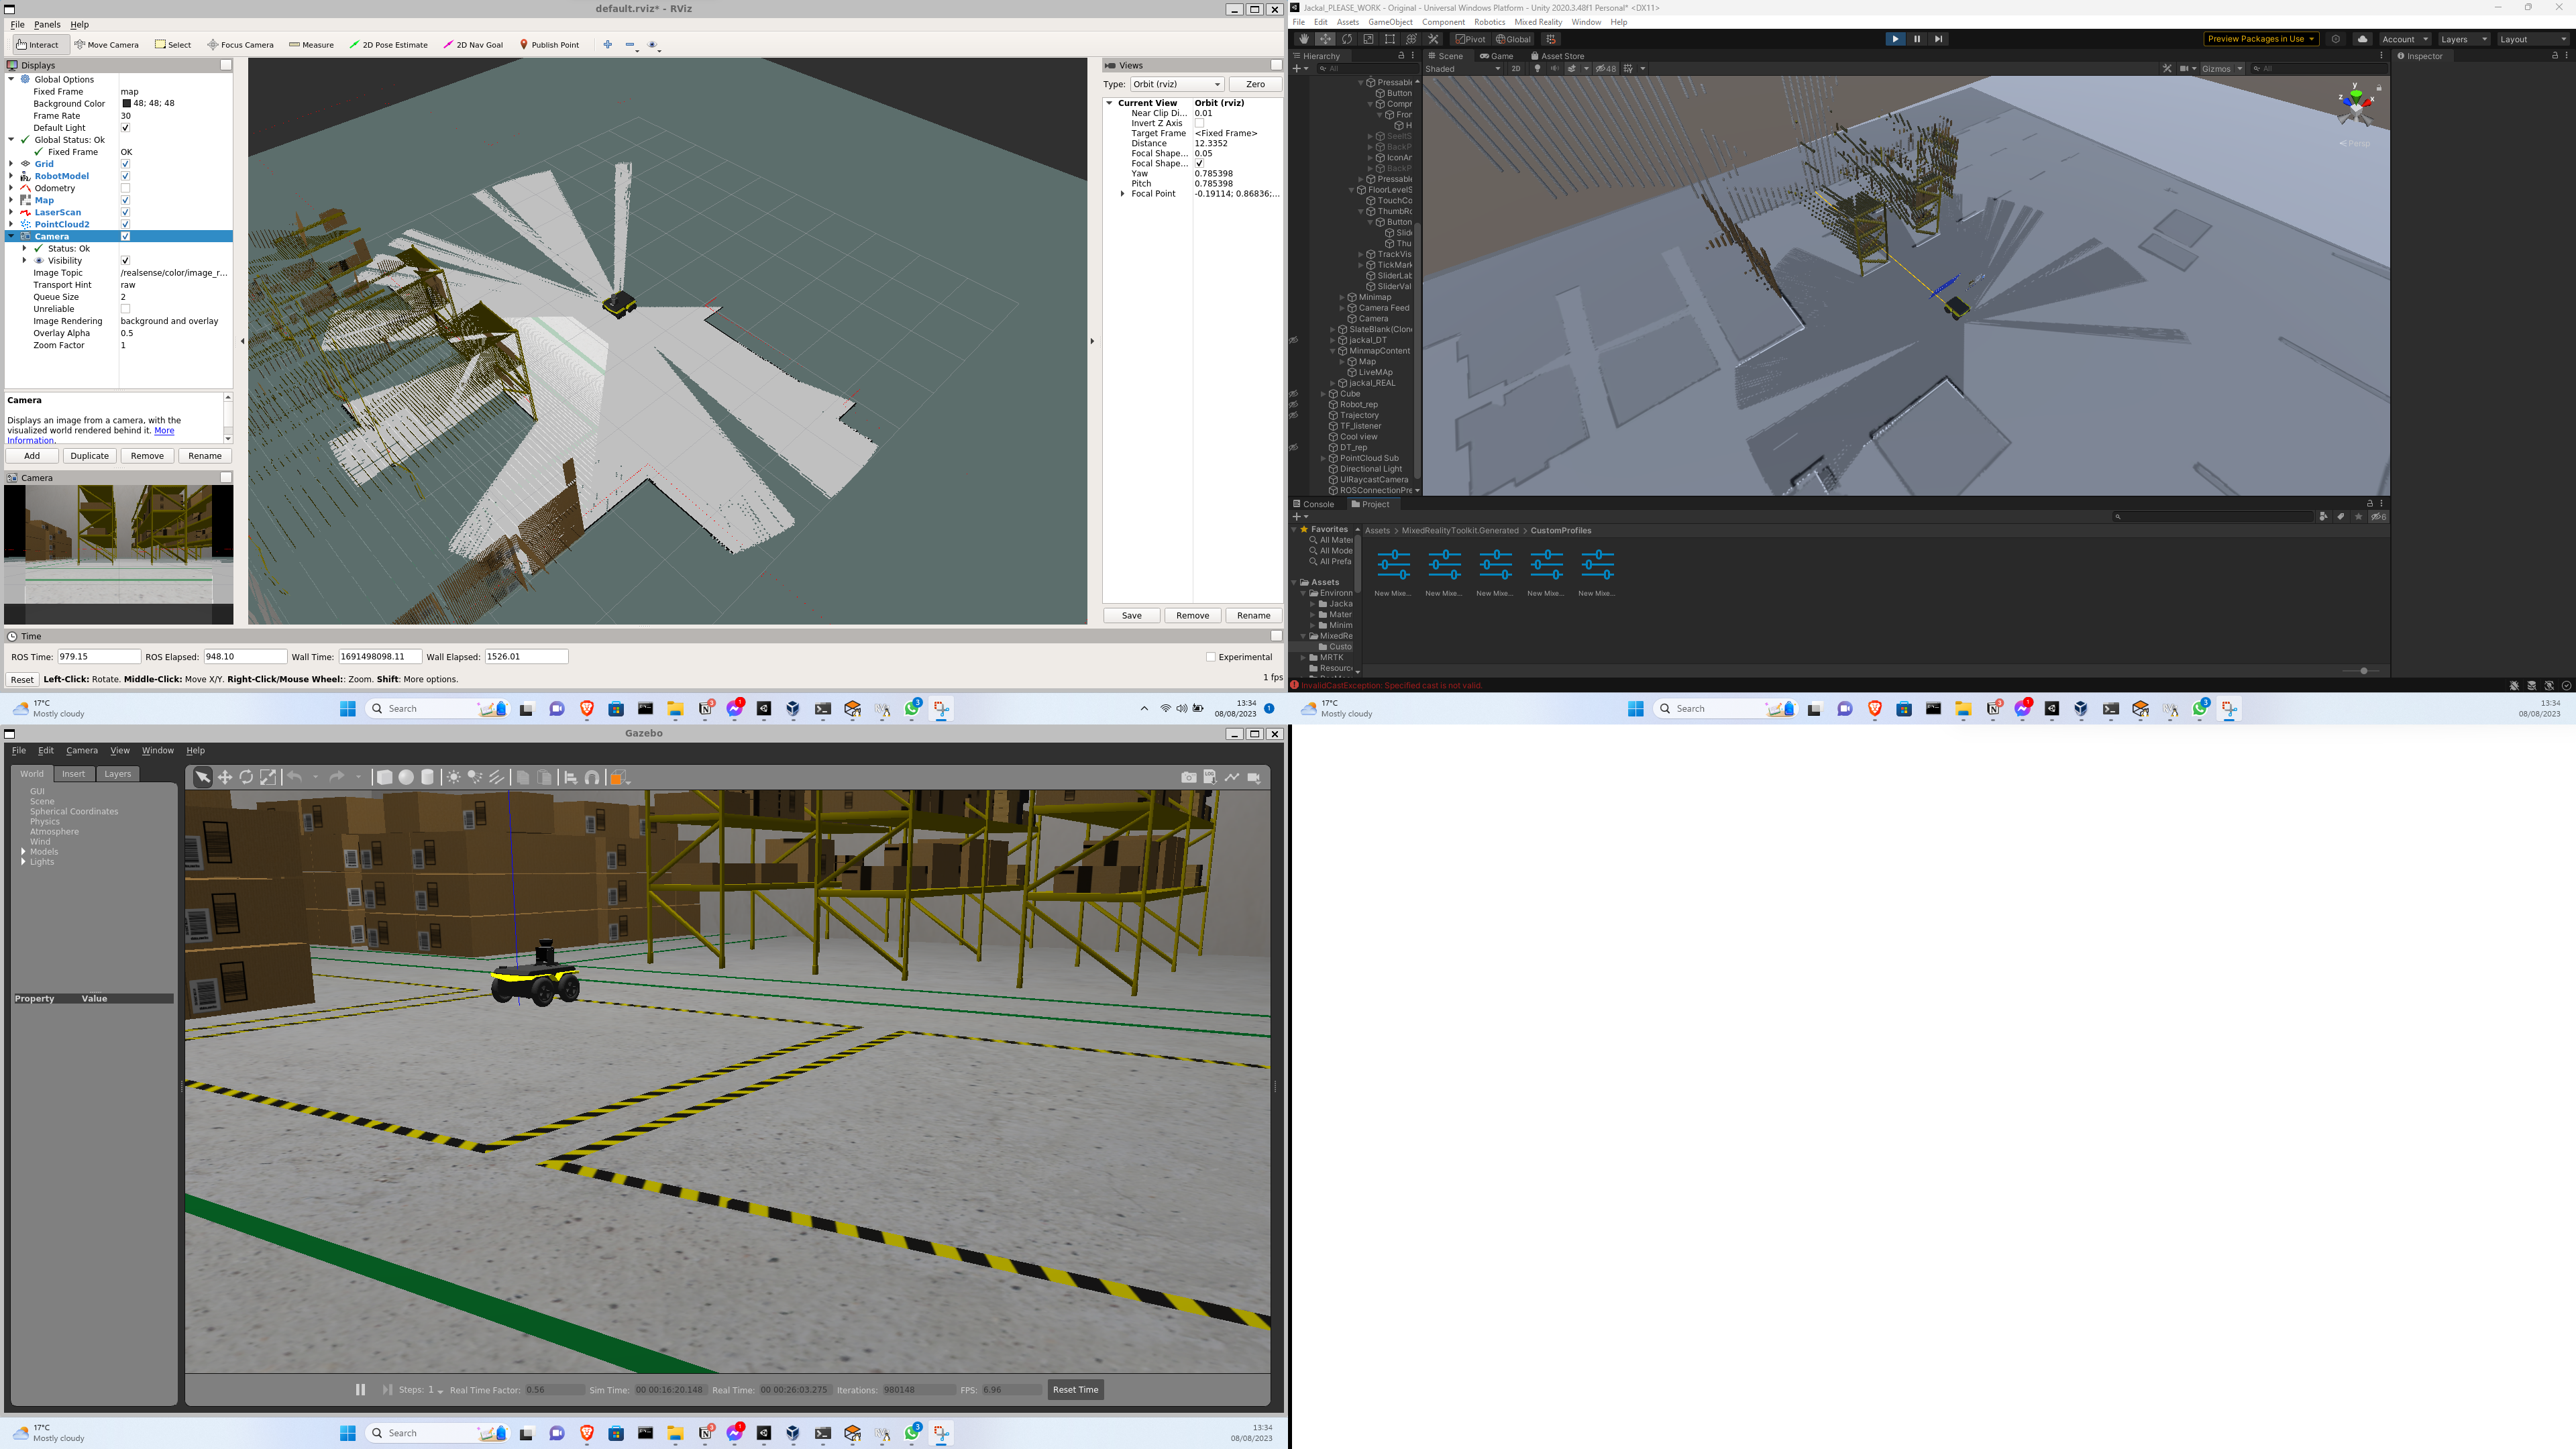 default.rviz* - RViz
File Panels Help
Interact Move Camera Select Focus Camera Measure 2D Pose Estimate 2D Nav Goal Publish Point
Displays
Global Options
Fixed Frame map
Background Color 48; 48; 48
Frame Rate 30
Default Light
Global Status: Ok
Fixed Frame OK
Grid
RobotModel
Odometry
Map
LaserScan
PointCloud2
Camera
Status: Ok
Visibility
Image Topic /realsense/color/image_r...
Transport Hint raw
Queue Size 2
Unreliable
Image Rendering background and overlay
Overlay Alpha 0.5
Zoom Factor 1
Camera
Displays an image from a camera, with the
visualized world rendered behind it. More
Information.
Add Duplicate Remove Rename
Camera
Views
Type: Orbit (rviz) Zero
Current View Orbit (rviz)
Near Clip Di... 0.01
Invert Z Axis
Target Frame <Fixed Frame>
Distance 12.3352
Focal Shape... 0.05
Focal Shape...
Yaw 0.785398
Pitch 0.785398
Focal Point -0.19114; 0.86836;...
Save Remove Rename
Time
ROS Time: 979.15 ROS Elapsed: 948.10 Wall Time: 1691498098.11 Wall Elapsed: 1526.01 Experimental
Reset Left-Click: Rotate. Middle-Click: Move X/Y. Right-Click/Mouse Wheel:: Zoom. Shift: More options. 1 fps
17°C
Mostly cloudy
Search
13:34
08/08/2023
Jackal_PLEASE_WORK - Original - Universal Windows Platform - Unity 2020.3.48f1 Personal* <DX11>
File Edit Assets GameObject Component Robotics Mixed Reality Window Help
Pivot Global Preview Packages in Use Account Layers Layout
Hierarchy Scene Game Asset Store Inspector
All Shaded 2D 48 Gizmos All
Pressabl
Button
Compr
Fron
H
SeeItS
BackP
IconAr
BackP
Pressabl
FloorLevelS
TouchCo
ThumbRo
Button
Slid
Thu
TrackVis
TickMark
SliderLab
SliderVal
Minimap
Camera Feed
Camera
SlateBlank(Clon
jackal_DT
MinmapContent
Map
LiveMAp
jackal_REAL
Cube
Robot_rep
Trajectory
TF_listener
Cool view
DT_rep
PointCloud Sub
Directional Light
UIRaycastCamera
ROSConnectionPre
y
z
x
Persp
Console Project
Favorites
All Mater
All Mode
All Prefa
Assets
Environn
Jacka
Mater
Minim
MixedRe
Custo
MRTK
Resourc
Assets > MixedRealityToolkit.Generated > CustomProfiles
New Mixe... New Mixe... New Mixe... New Mixe... New Mixe...
InvalidCastException: Specified cast is not valid.
17°C
Mostly cloudy
Search
13:34
08/08/2023
Gazebo
File Edit Camera View Window Help
World Insert Layers
GUI
Scene
Spherical Coordinates
Physics
Atmosphere
Wind
Models
Lights
Property Value
Steps: 1 Real Time Factor: 0.56 Sim Time: 00 00:16:20.148 Real Time: 00 00:26:03.275 Iterations: 980148 FPS: 6.96 Reset Time
17°C
Mostly cloudy
Search
13:34
08/08/2023